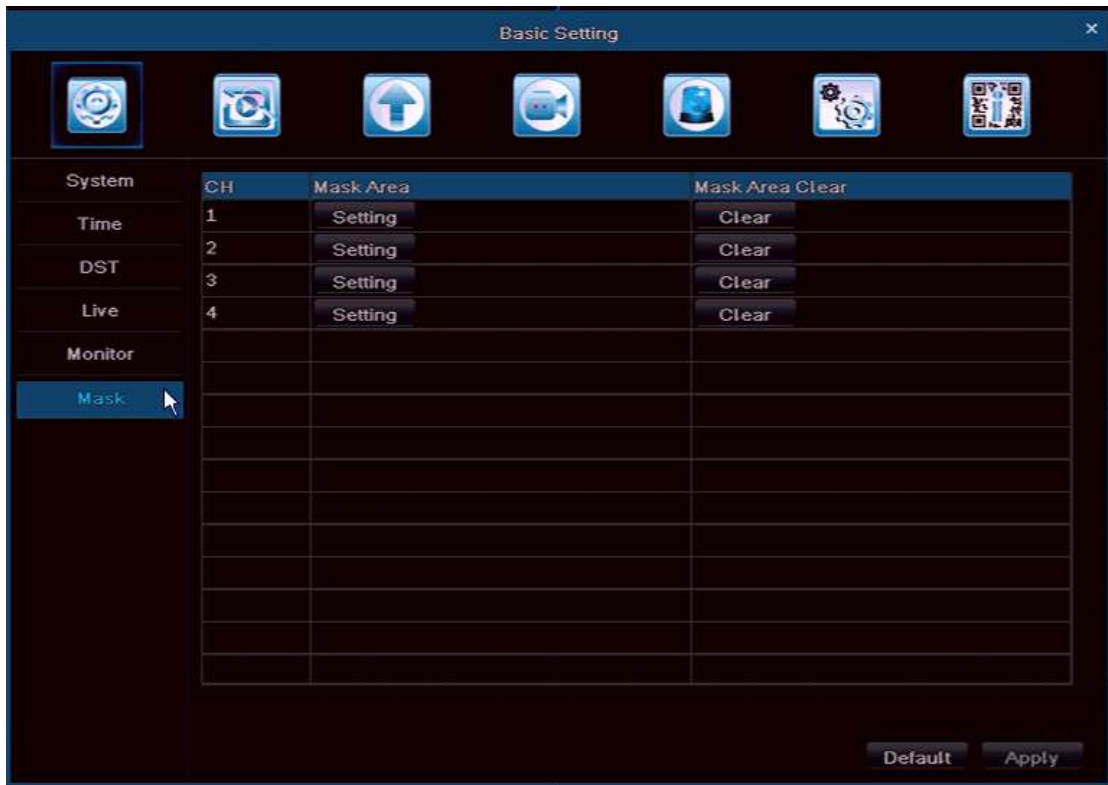 Basic Setting ×
System
Time
DST
Live
Monitor
Mask
CH Mask Area Mask Area Clear
1 Setting Clear
2 Setting Clear
3 Setting Clear
4 Setting Clear
Default Apply